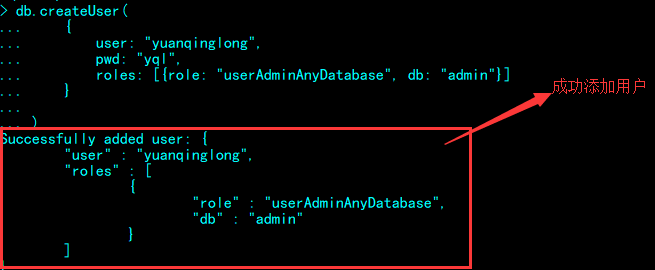 > db.createUser(
... {
... user: "yuanqinglong",
... pwd: "yql",
... roles: [{role: "userAdminAnyDatabase", db: "admin"}]
... }
...
... )
成功添加用户
Successfully added user: {
"user" : "yuanqinglong",
"roles" : [
{
"role" : "userAdminAnyDatabase",
"db" : "admin"
}
]